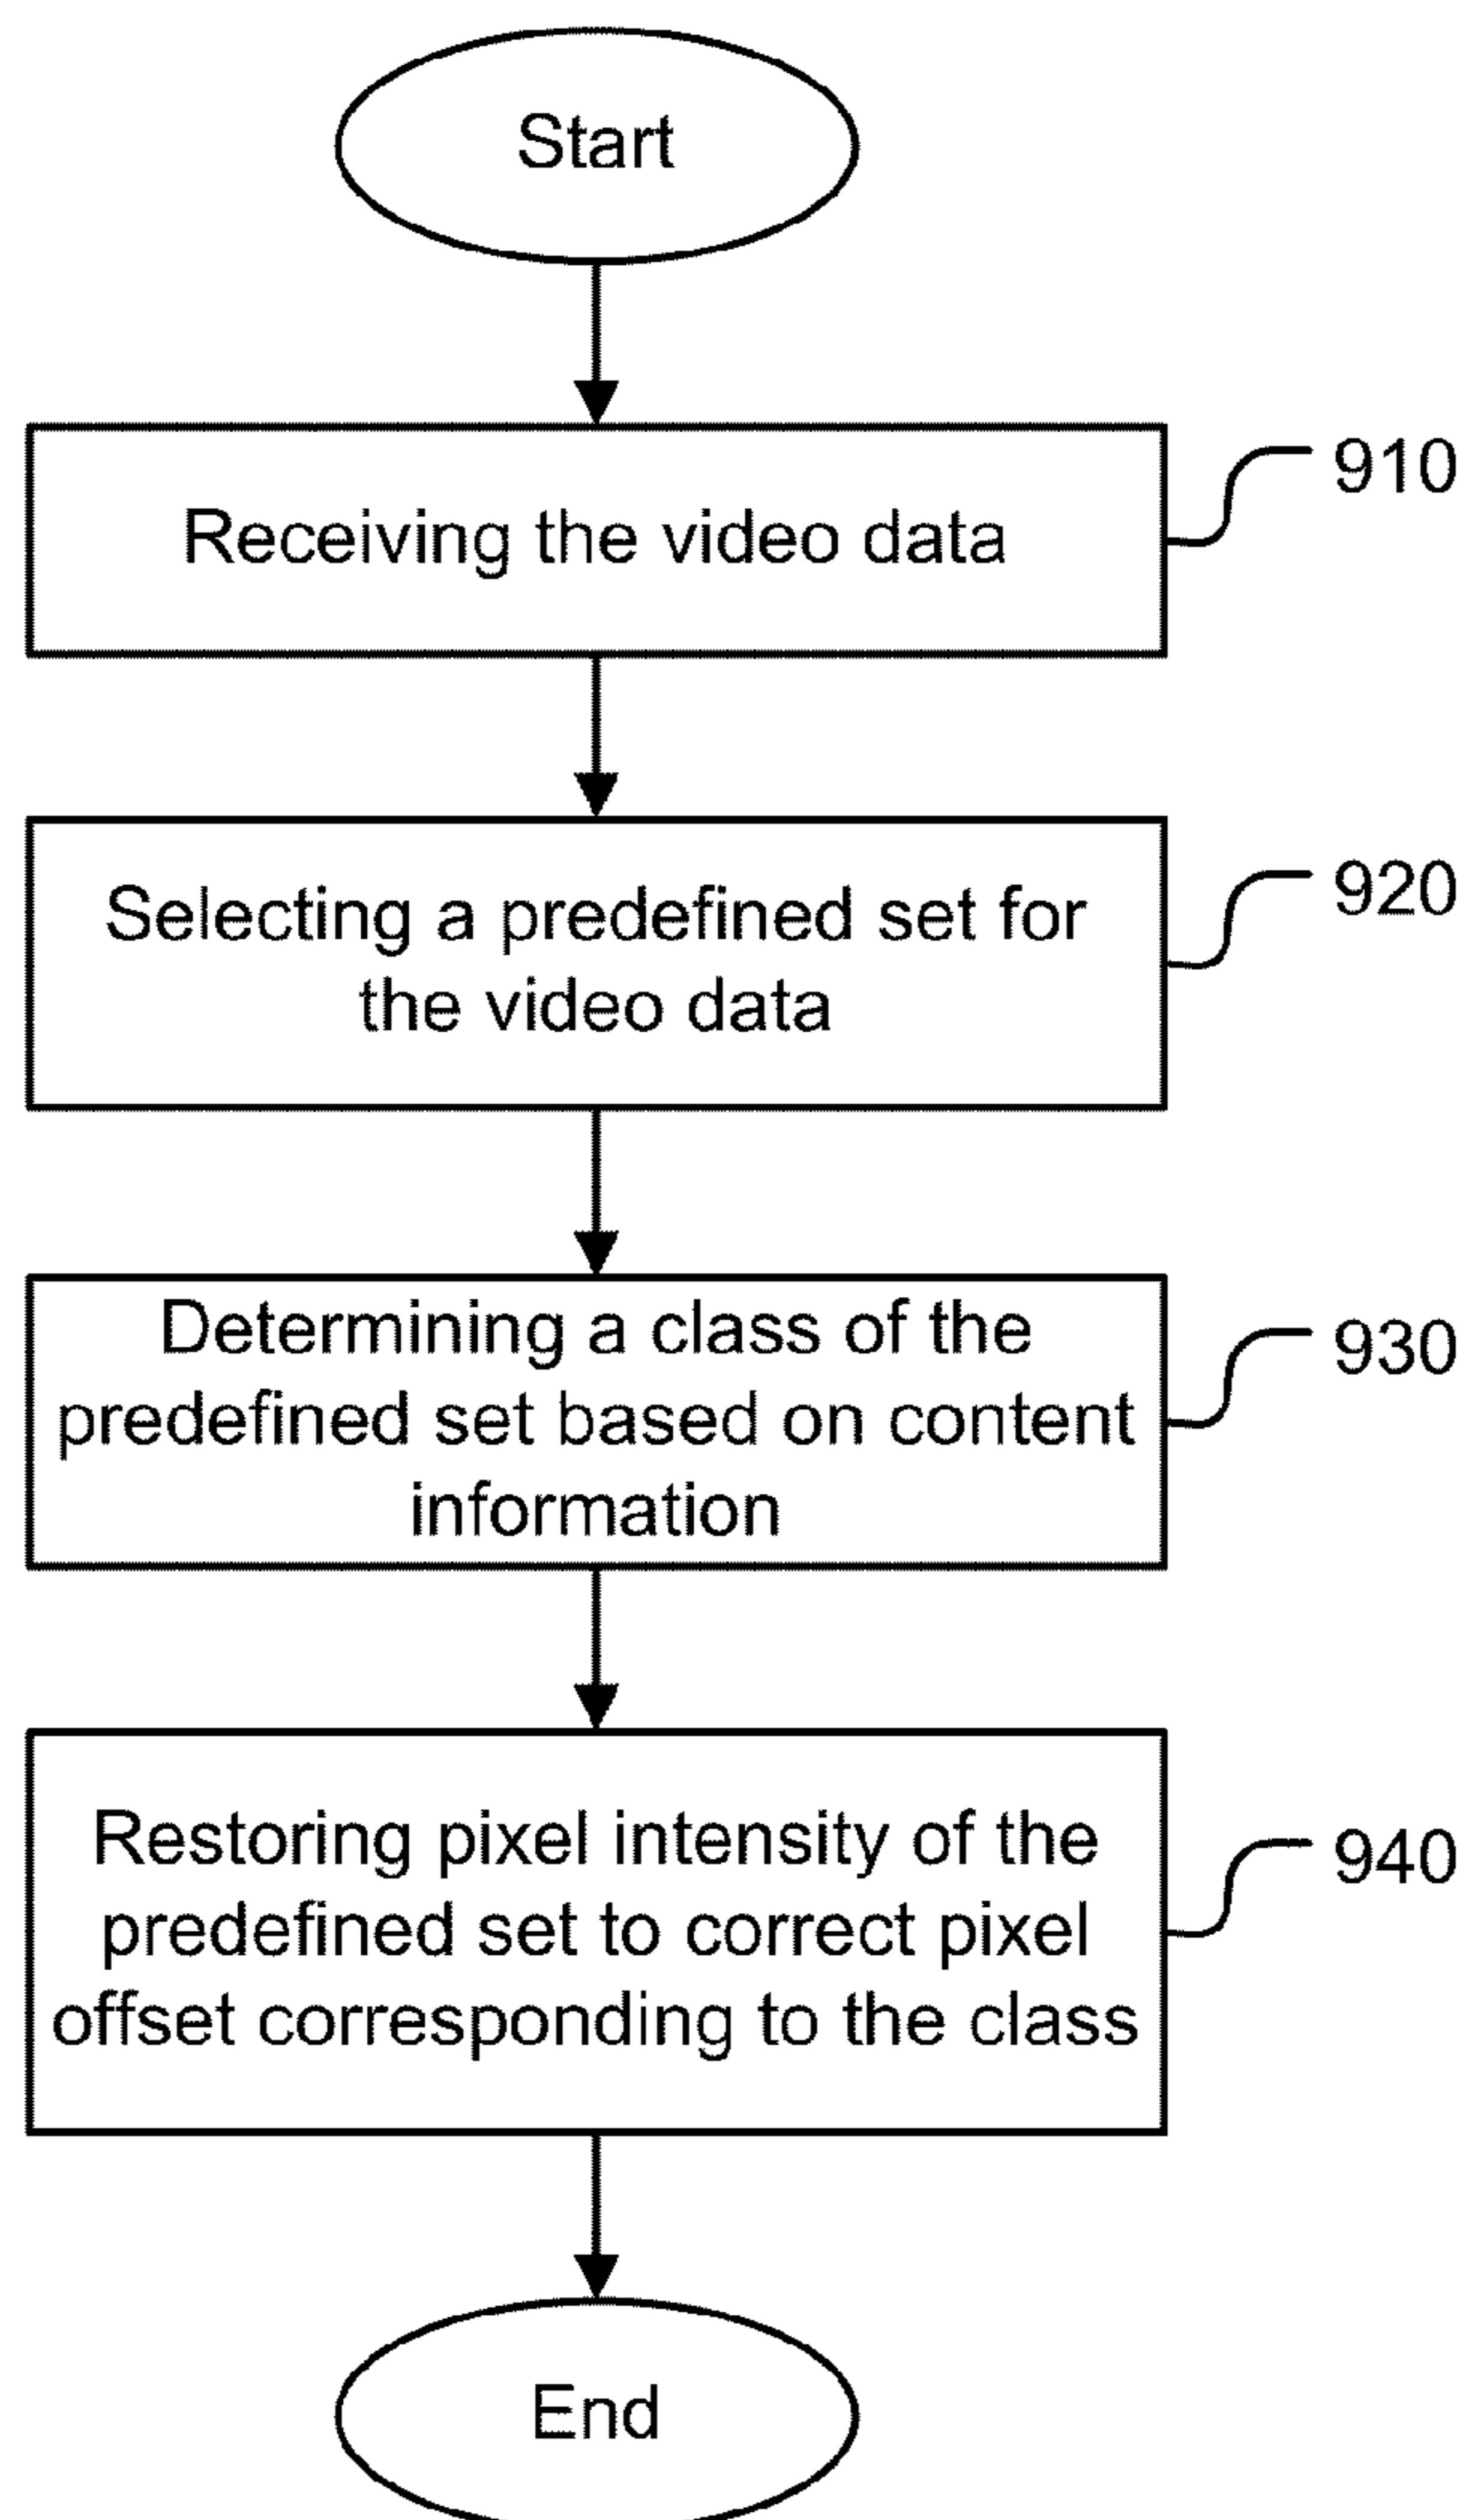 Start
910
Receiving the video data
920
Selecting a predefined set for
the video data
930
Determining a class of the
predefined set based on content
information
940
Restoring pixel intensity of the
predefined set to correct pixel
offset corresponding to the class
End